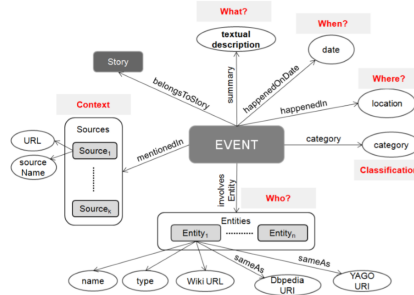 What?
When?
textual
description
date
Story
Where?
belongsToStory
summary
happenedOnDate
happenedIn
location
Context
Sources
URL
Source1
source
Name
mentionedIn
EVENT
category
category
Classification
Sourcen
involves
Entity
Who?
Entities
Entity1
Entityn
sameAs
sameAs
name
type
Wiki URL
Dbpedia
URI
YAGO
URI